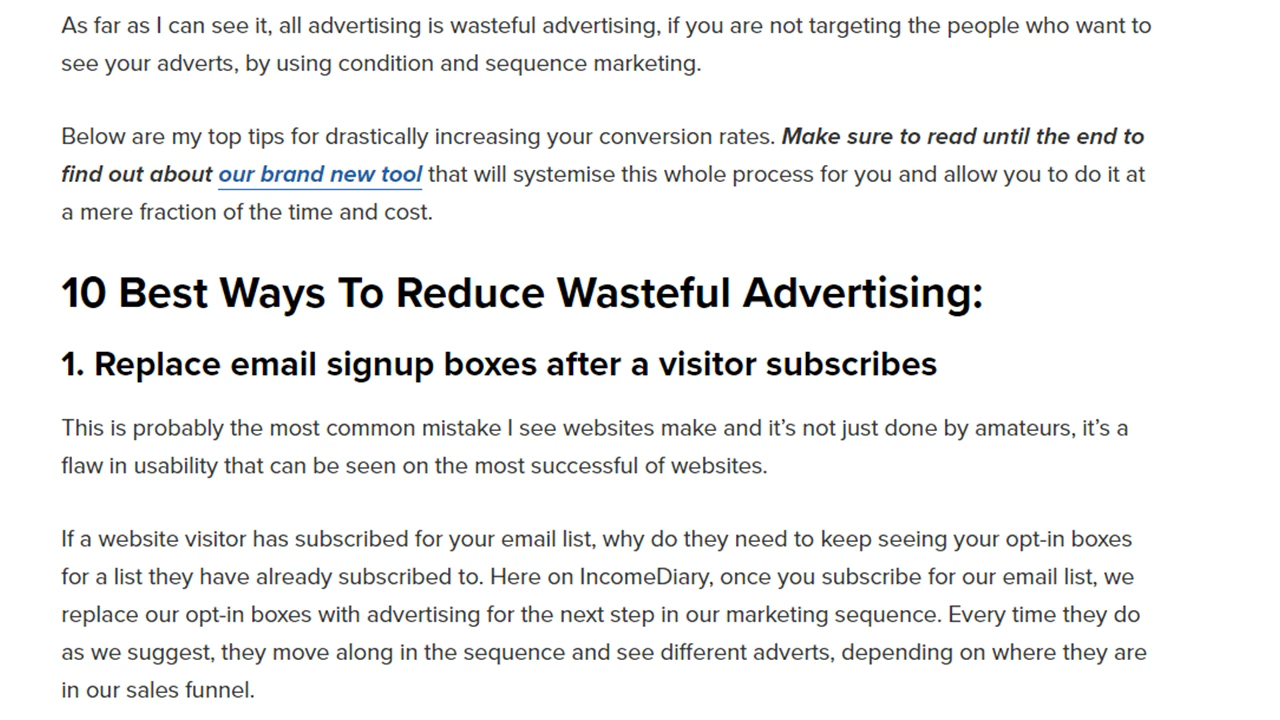 As far as I can see it, all advertising is wasteful advertising, if you are not targeting the people who want to
see your adverts, by using condition and sequence marketing.
Below are my top tips for drastically increasing your conversion rates. Make sure to read until the end to
find out about our brand new tool that will systemise this whole process for you and allow you to do it at
a mere fraction of the time and cost.
10 Best Ways To Reduce Wasteful Advertising:
1. Replace email signup boxes after a visitor subscribes
This is probably the most common mistake I see websites make and it’s not just done by amateurs, it’s a
flaw in usability that can be seen on the most successful of websites.
If a website visitor has subscribed for your email list, why do they need to keep seeing your opt-in boxes
for a list they have already subscribed to. Here on IncomeDiary, once you subscribe for our email list, we
replace our opt-in boxes with advertising for the next step in our marketing sequence. Every time they do
as we suggest, they move along in the sequence and see different adverts, depending on where they are
in our sales funnel.